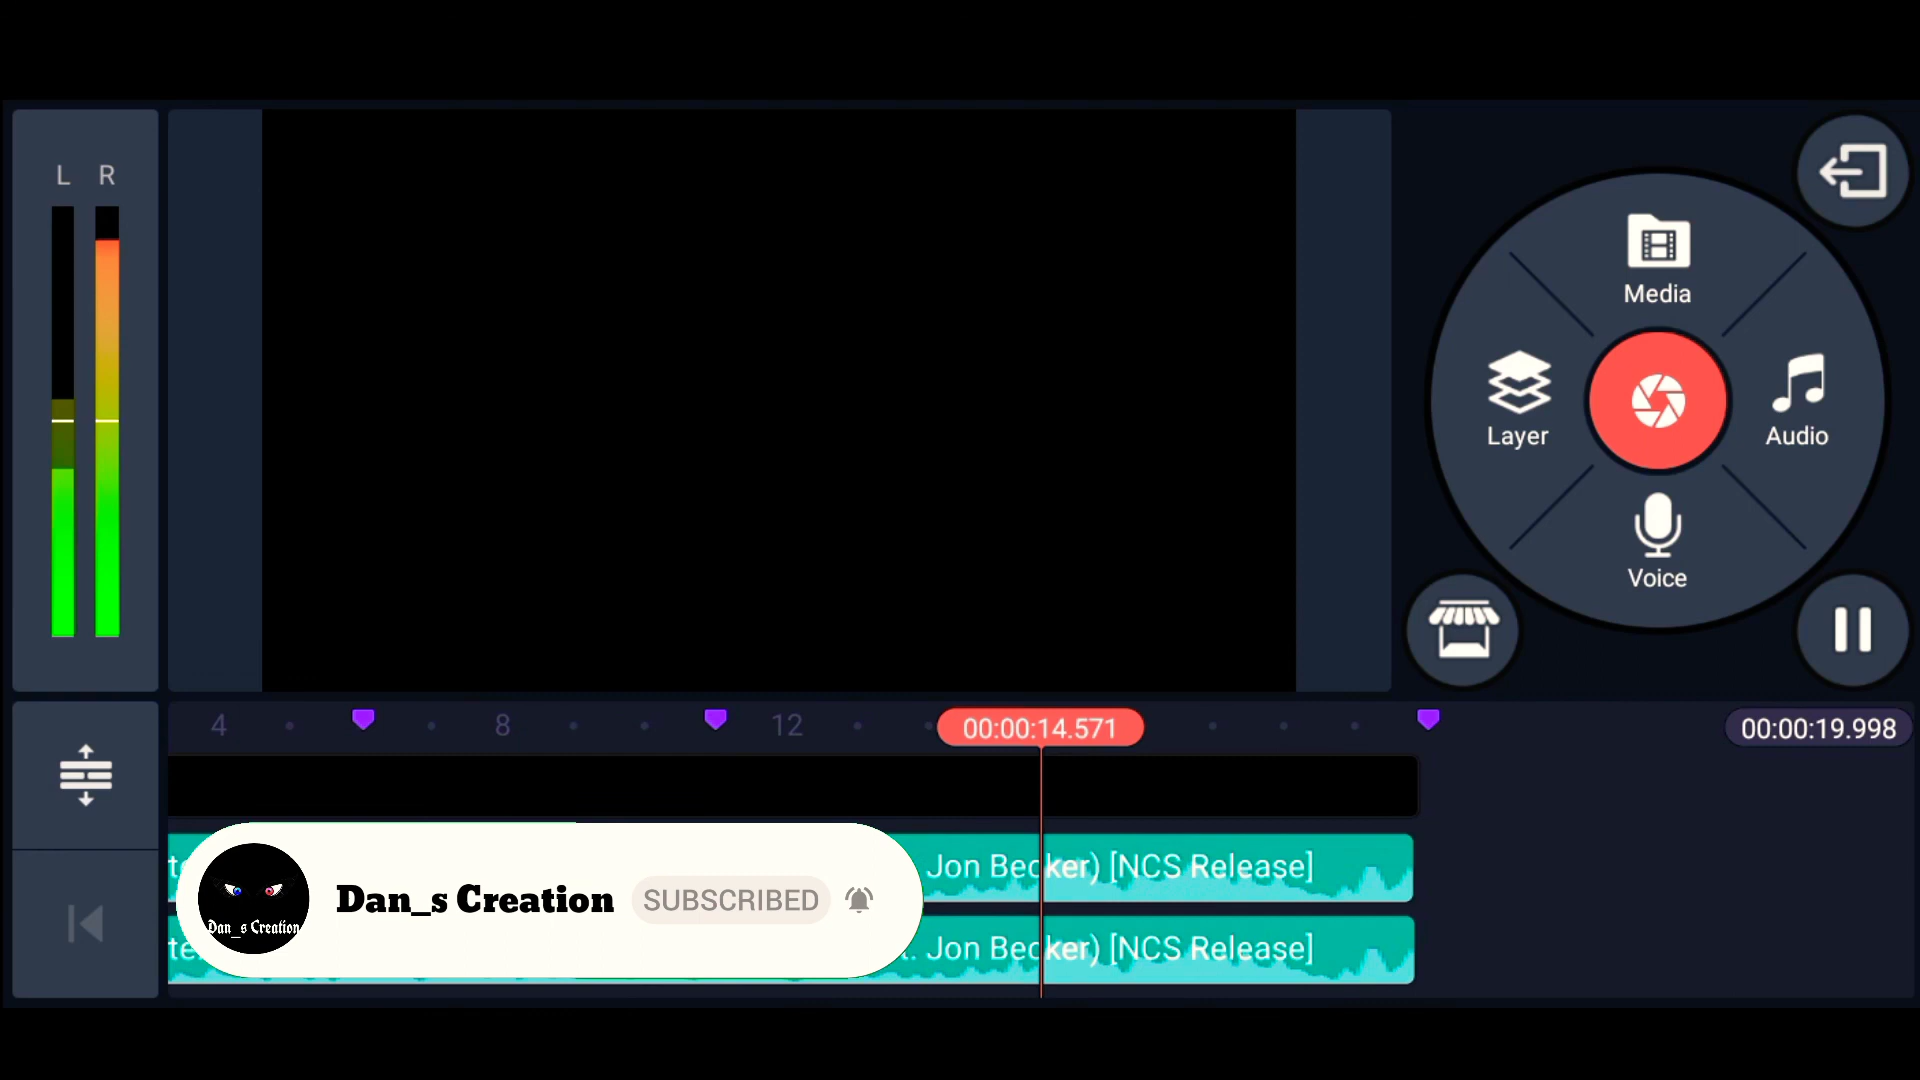 L R
Media
Layer
Audio
Voice
4
8
12
00:00:14.571
00:00:19.998
Jon Becker) [NCS Release]
Dan_s Creation
Dan_s Creation
SUBSCRIBED
te
.. Jon Becker) [NCS Release]